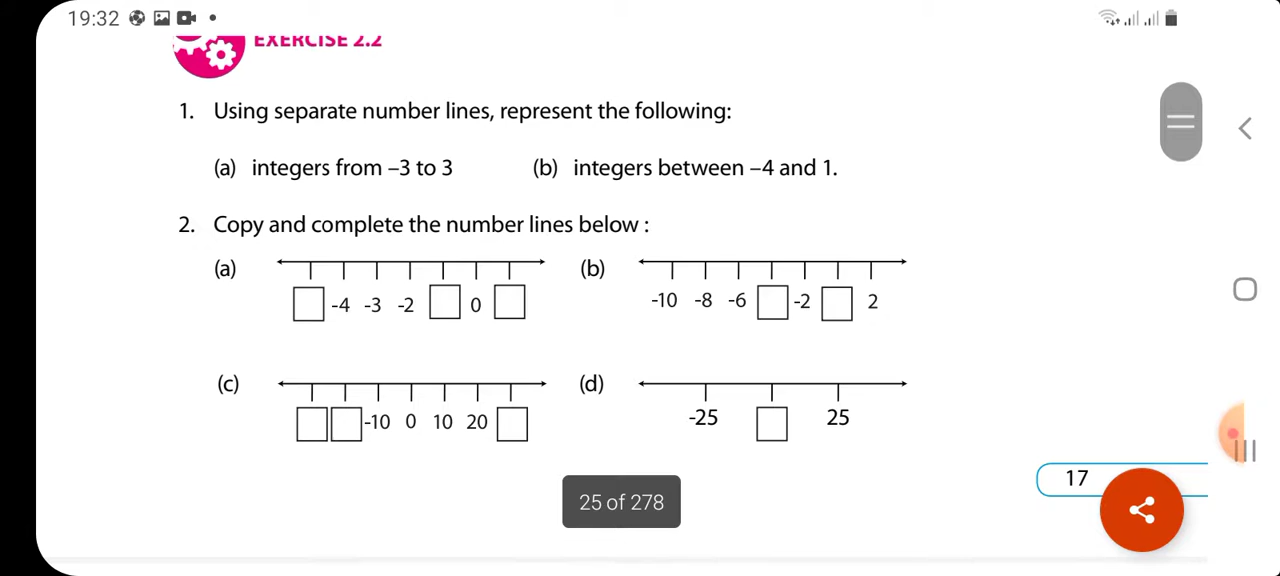 19:32
EXERCISE 2.2
1. Using separate number lines, represent the following:
(a) integers from –3 to 3 (b) integers between –4 and 1.
2. Copy and complete the number lines below :
(a) (b)
-4 -3 -2 0 -10 -8 -6 -2 2
(c) (d)
-10 0 10 20 -25 25
17
25 of 278